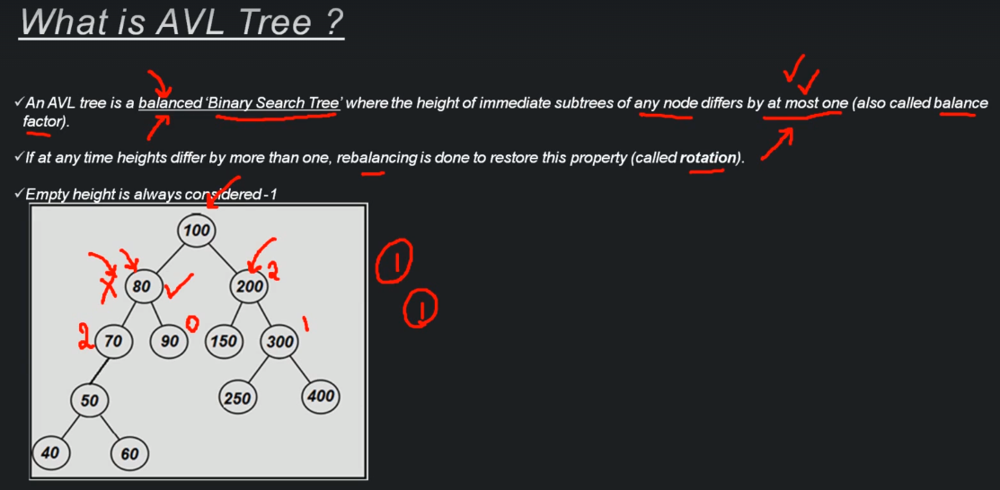 What is AVL Tree ?
✓An AVL tree is a balanced ‘Binary Search Tree’ where the height of immediate subtrees of any node differs by at most one (also called balance
factor).
✓If at any time heights differ by more than one, rebalancing is done to restore this property (called rotation).
✓Empty height is always considered -1
100
1
80 200 2
1
2 70 90 0 150 300 1
50 250 400
40 60